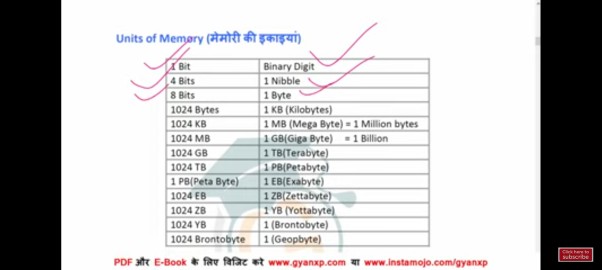 Units of Memory (मेमोरी की इकाइयां)
1 Bit Binary Digit
4 Bits 1 Nibble
8 Bits 1 Byte
1024 Bytes 1 KB (Kilobytes)
1024 KB 1 MB (Mega Byte) = 1 Million bytes
1024 MB 1 GB(Giga Byte) = 1 Billion
1024 GB 1 TB(Terabyte)
1024 TB 1 PB(Petabyte)
1 PB(Peta Byte) 1 EB(Exabyte)
1024 EB 1 ZB(Zettabyte)
1024 ZB 1 YB (Yottabyte)
1024 YB 1 (Brontobyte)
1024 Brontobyte 1 (Geopbyte)
PDF और E-Book के लिए विजिट करे www.gyanxp.com या www.instamojo.com/gyanxp
Click here to
subscribe